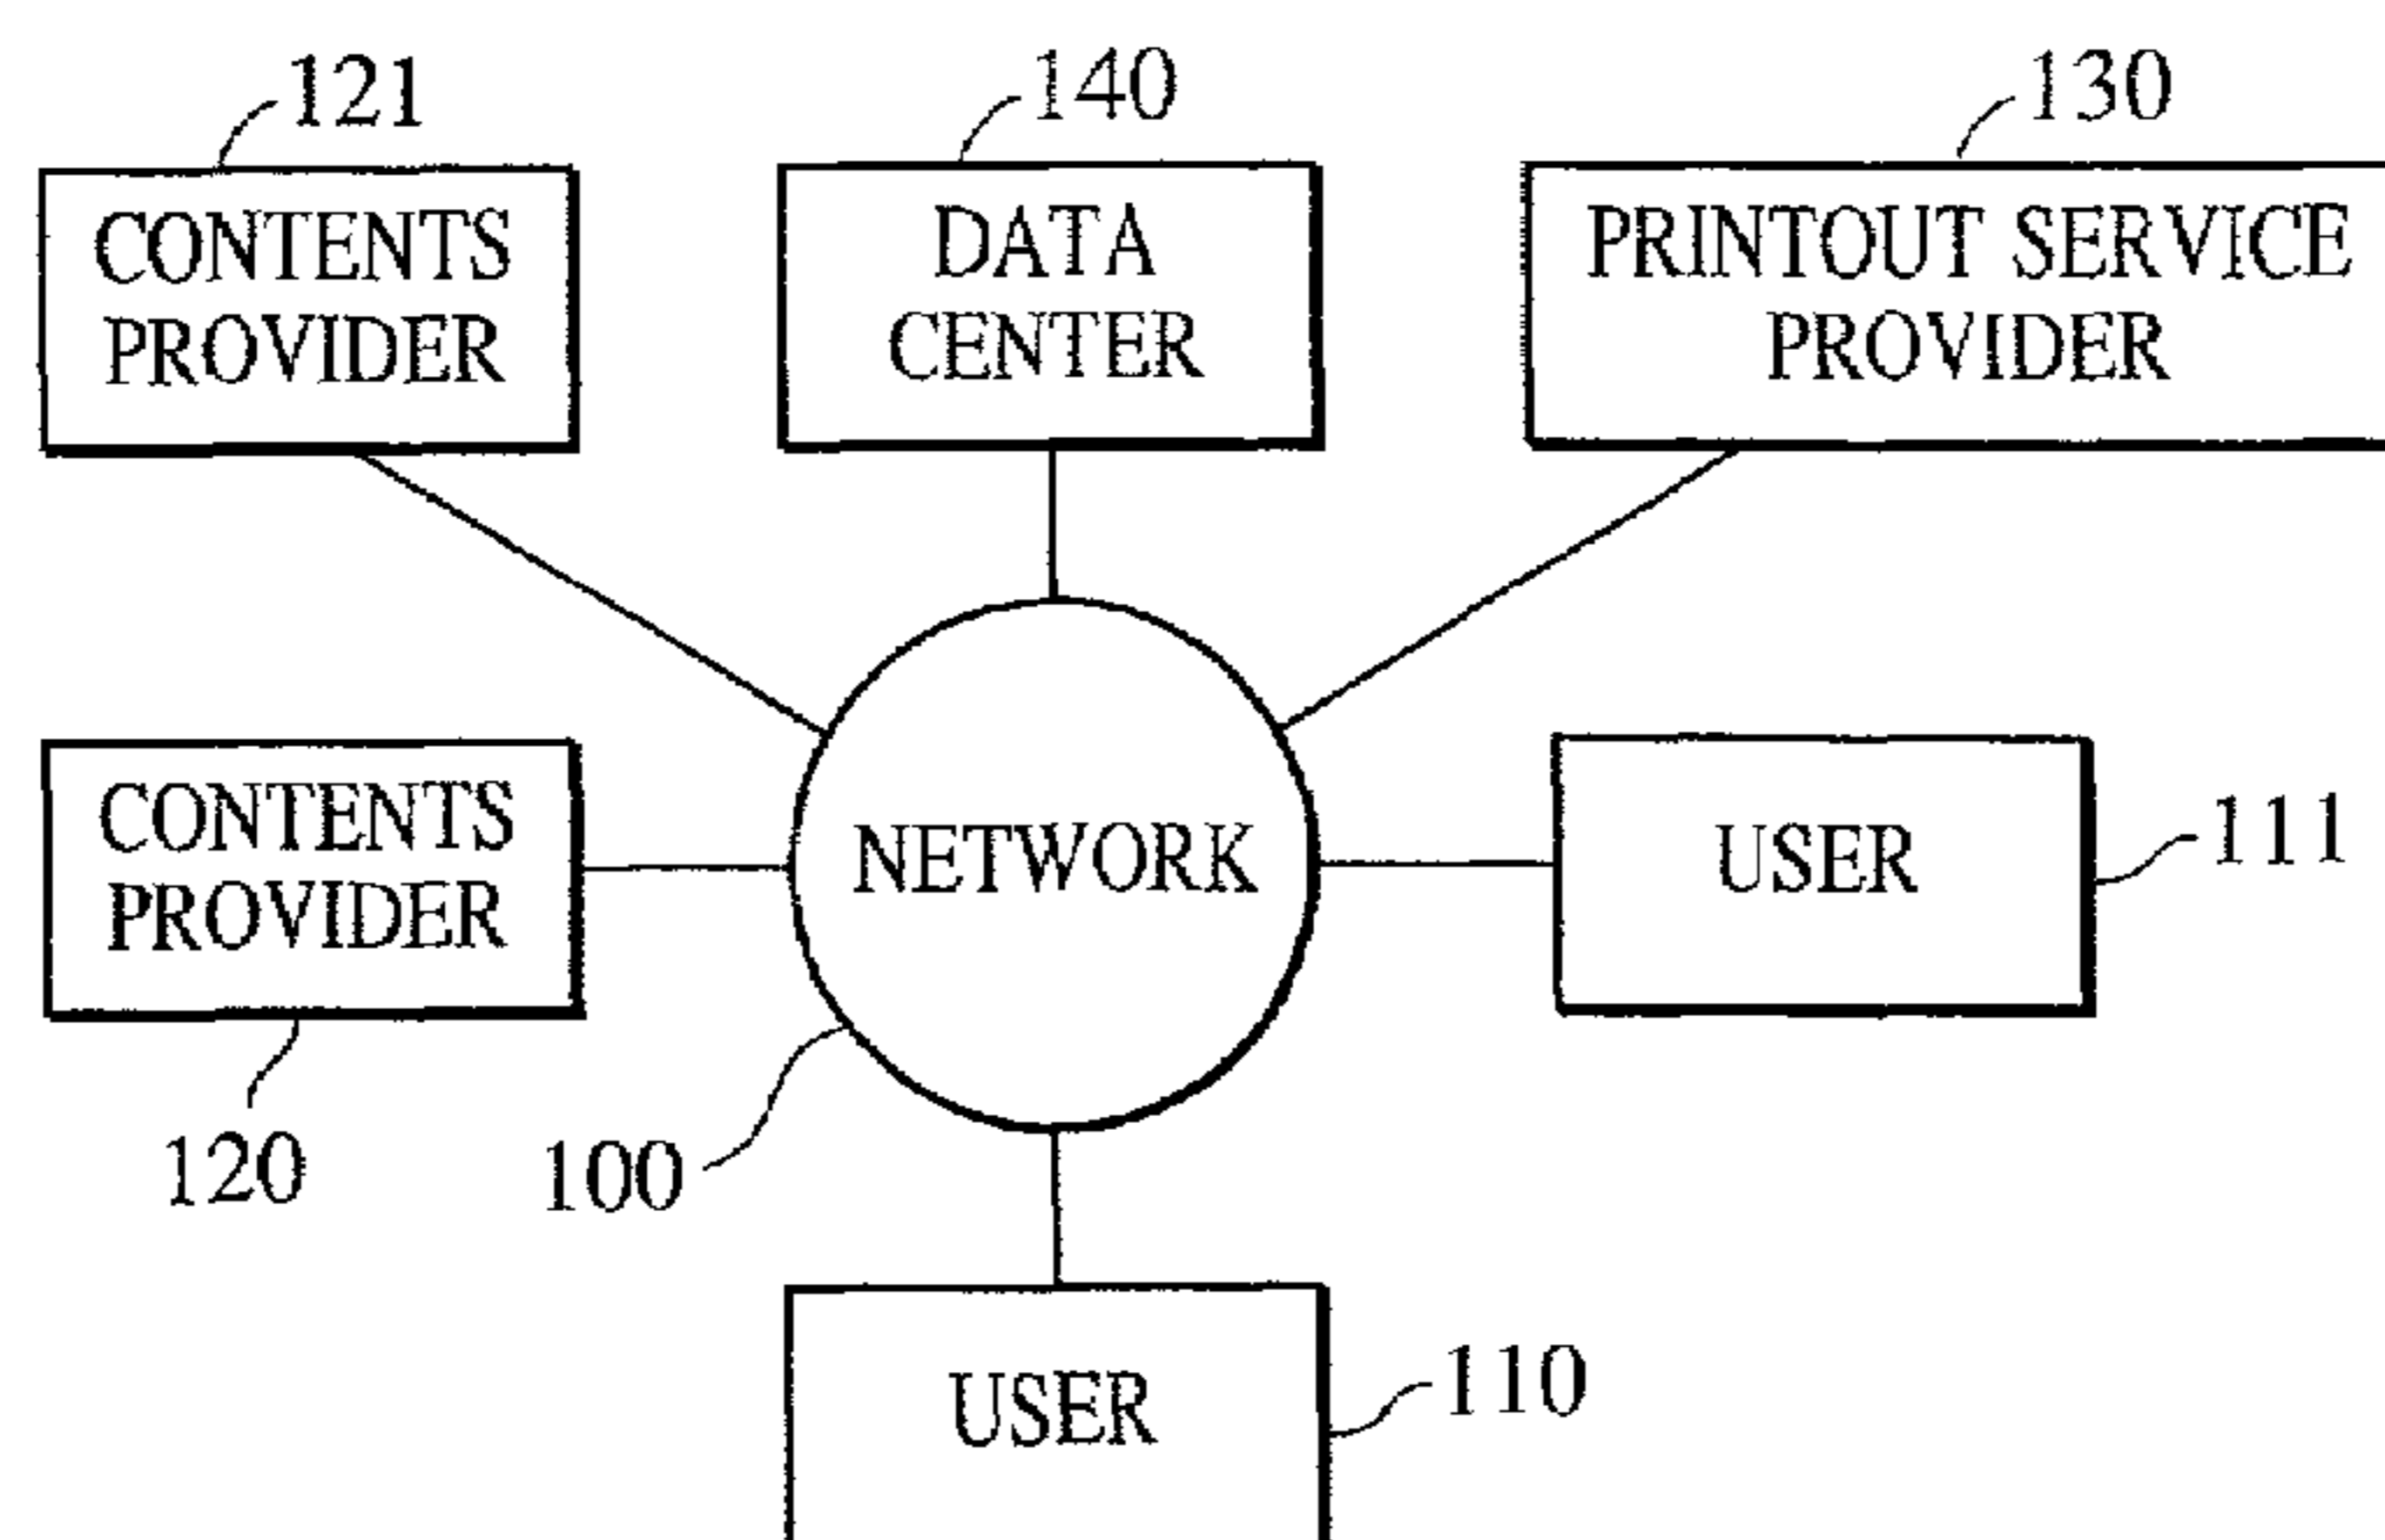 121
140
130
CONTENTS
PROVIDER
DATA
CENTER
PRINTOUT SERVICE
PROVIDER
CONTENTS
PROVIDER
NETWORK
USER
111
120
100
USER
110